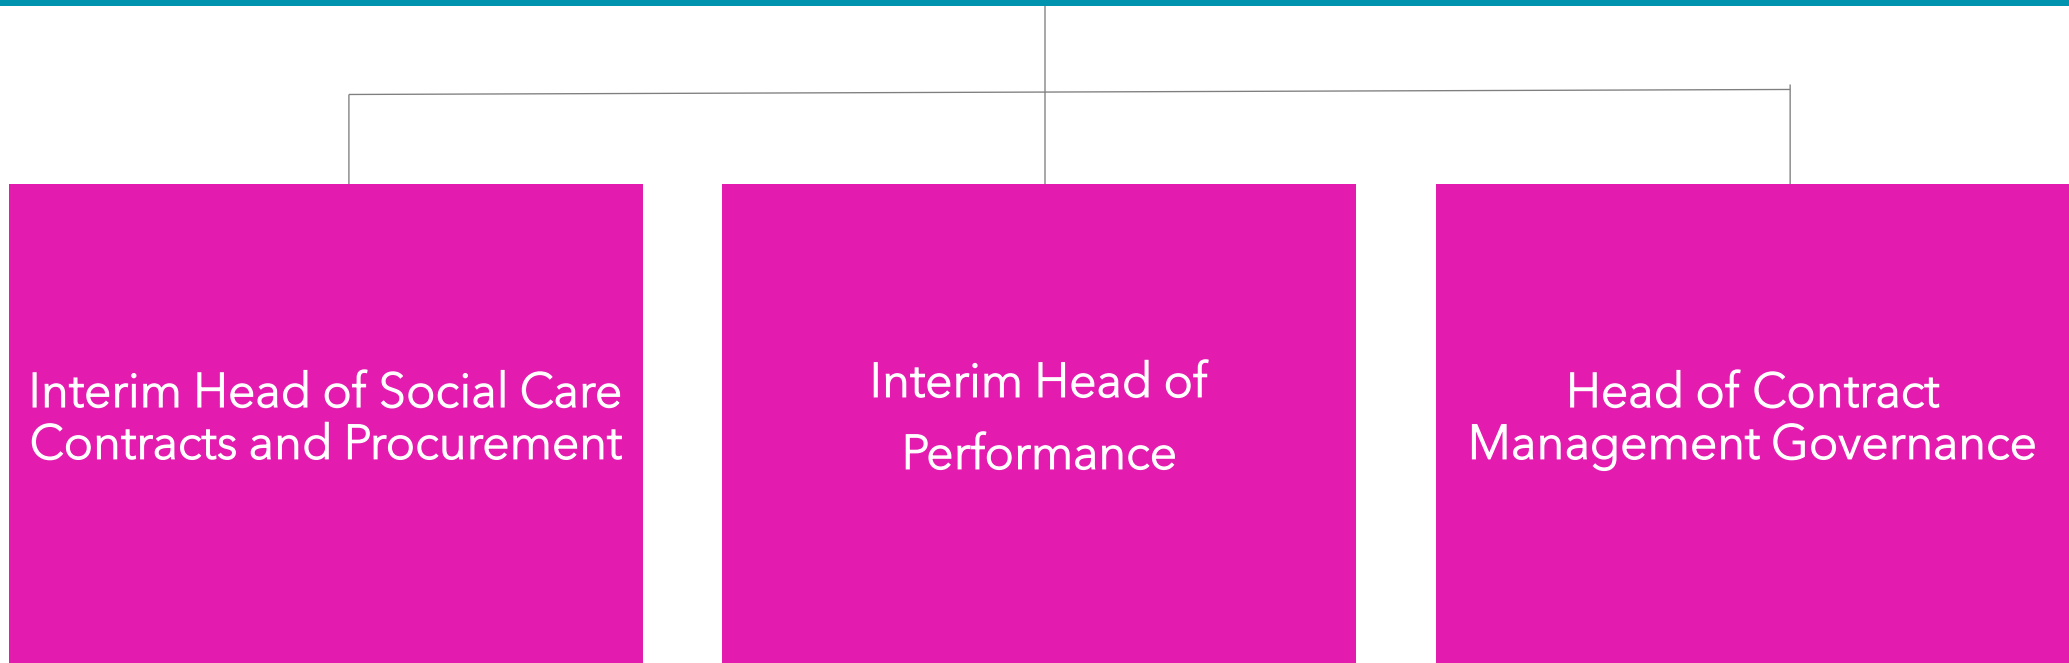 Interim Head of Social Care
Contracts and Procurement
Interim Head of
Performance
Head of Contract
Management Governance